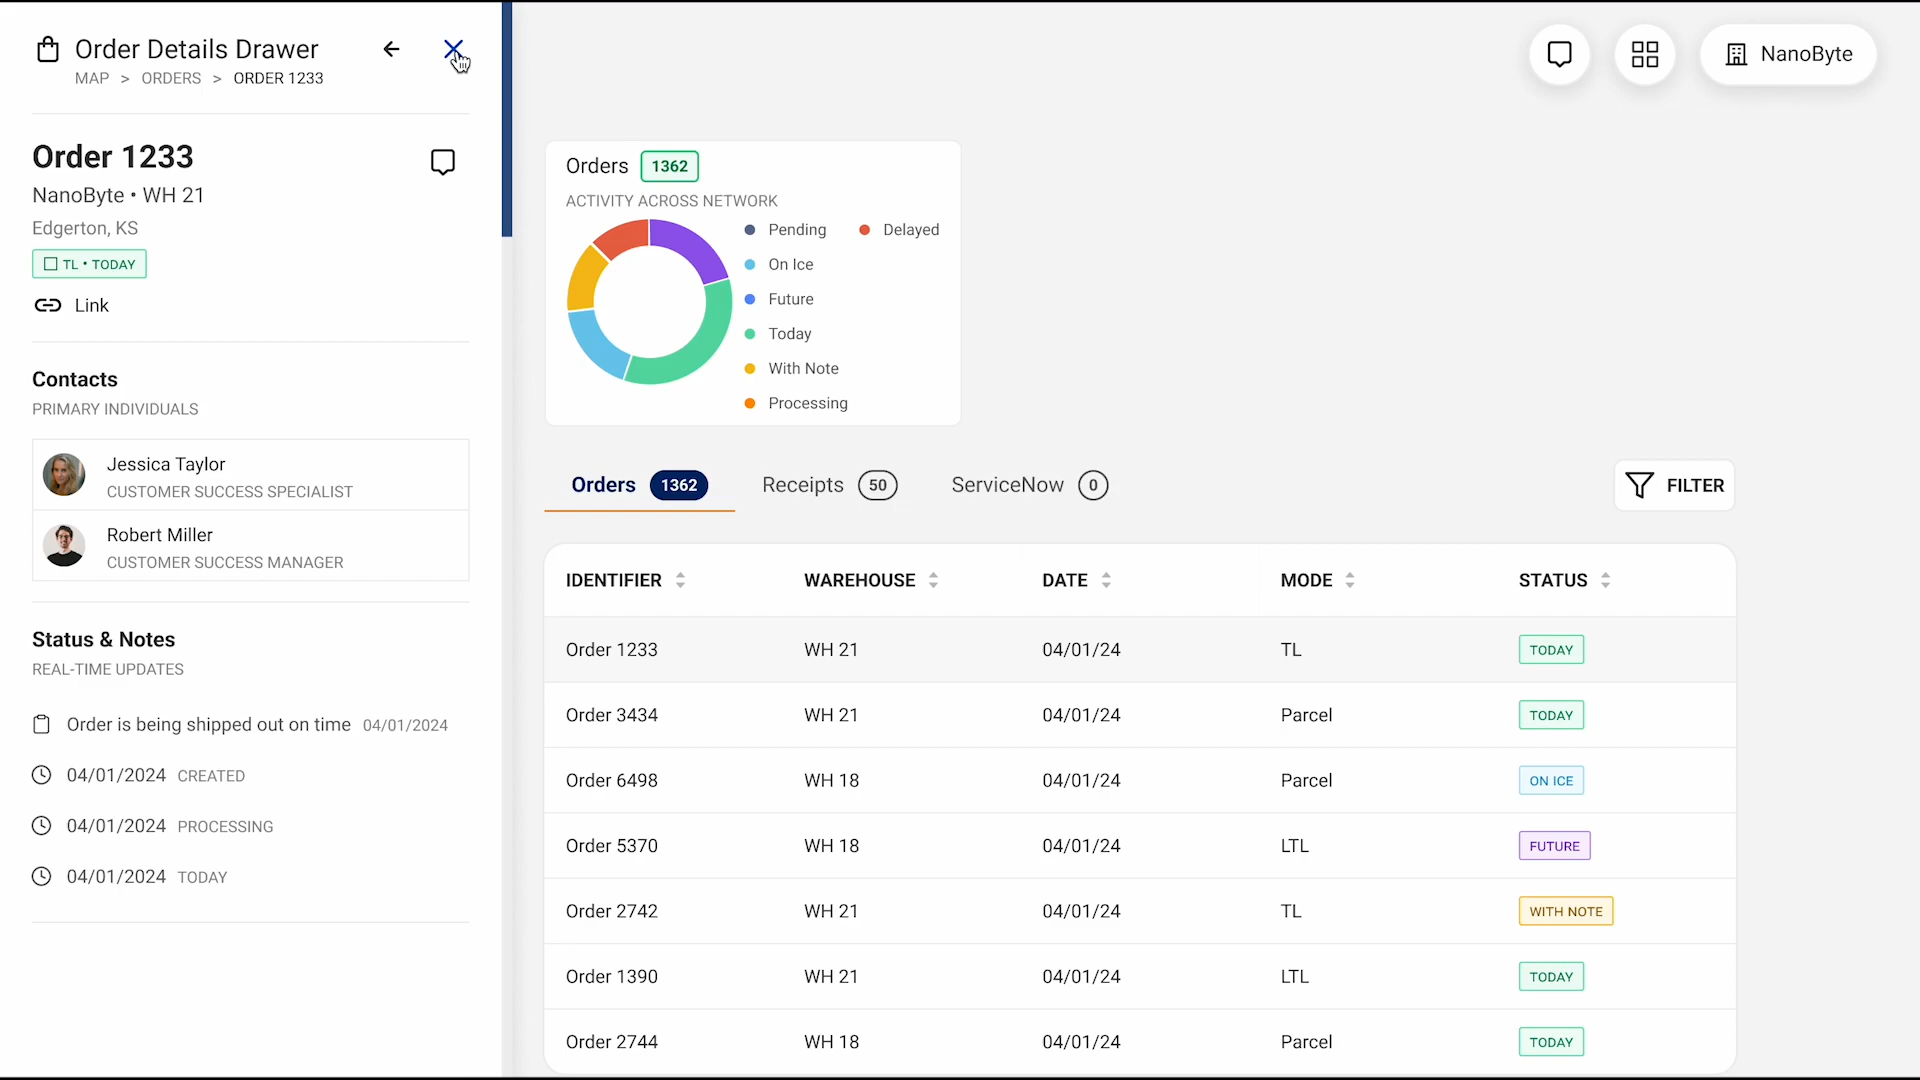 Order Details Drawer
MAP > ORDERS > ORDER 1233
Order 1233
NanoByte • WH 21
Edgerton, KS
TL • TODAY
Link
Contacts
PRIMARY INDIVIDUALS
Jessica Taylor
CUSTOMER SUCCESS SPECIALIST
Robert Miller
CUSTOMER SUCCESS MANAGER
Status & Notes
REAL-TIME UPDATES
Order is being shipped out on time 04/01/2024
04/01/2024 CREATED
04/01/2024 PROCESSING
04/01/2024 TODAY
NanoByte
Orders 1362
ACTIVITY ACROSS NETWORK
Pending Delayed
On Ice
Future
Today
With Note
Processing
Orders 1362 Receipts 50 ServiceNow 0 FILTER
IDENTIFIER WAREHOUSE DATE MODE STATUS
Order 1233 WH 21 04/01/24 TL TODAY
Order 3434 WH 21 04/01/24 Parcel TODAY
Order 6498 WH 18 04/01/24 Parcel ON ICE
Order 5370 WH 18 04/01/24 LTL FUTURE
Order 2742 WH 21 04/01/24 TL WITH NOTE
Order 1390 WH 21 04/01/24 LTL TODAY
Order 2744 WH 18 04/01/24 Parcel TODAY